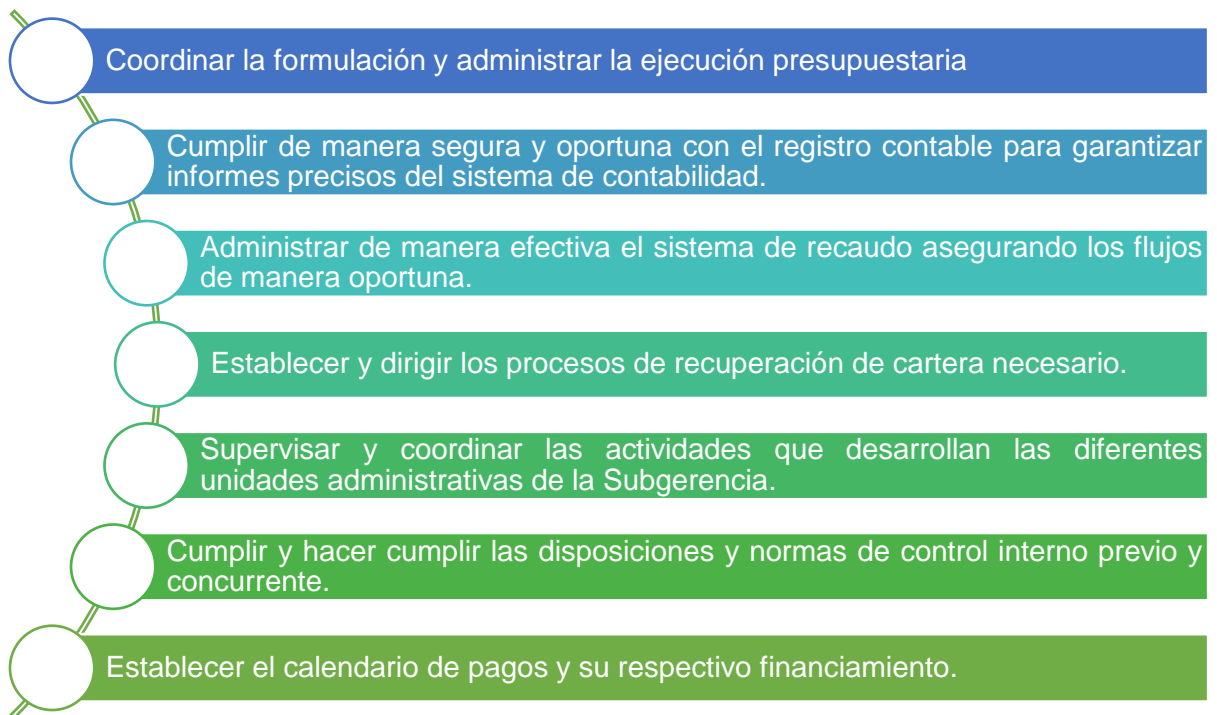 Coordinar la formulación y administrar la ejecución presupuestaria
Cumplir de manera segura y oportuna con el registro contable para garantizar
informes precisos del sistema de contabilidad.
Administrar de manera efectiva el sistema de recaudo asegurando los flujos
de manera oportuna.
Establecer y dirigir los procesos de recuperación de cartera necesario.
Supervisar y coordinar las actividades que desarrollan las diferentes
unidades administrativas de la Subgerencia.
Cumplir y hacer cumplir las disposiciones y normas de control interno previo y
concurrente.
Establecer el calendario de pagos y su respectivo financiamiento.